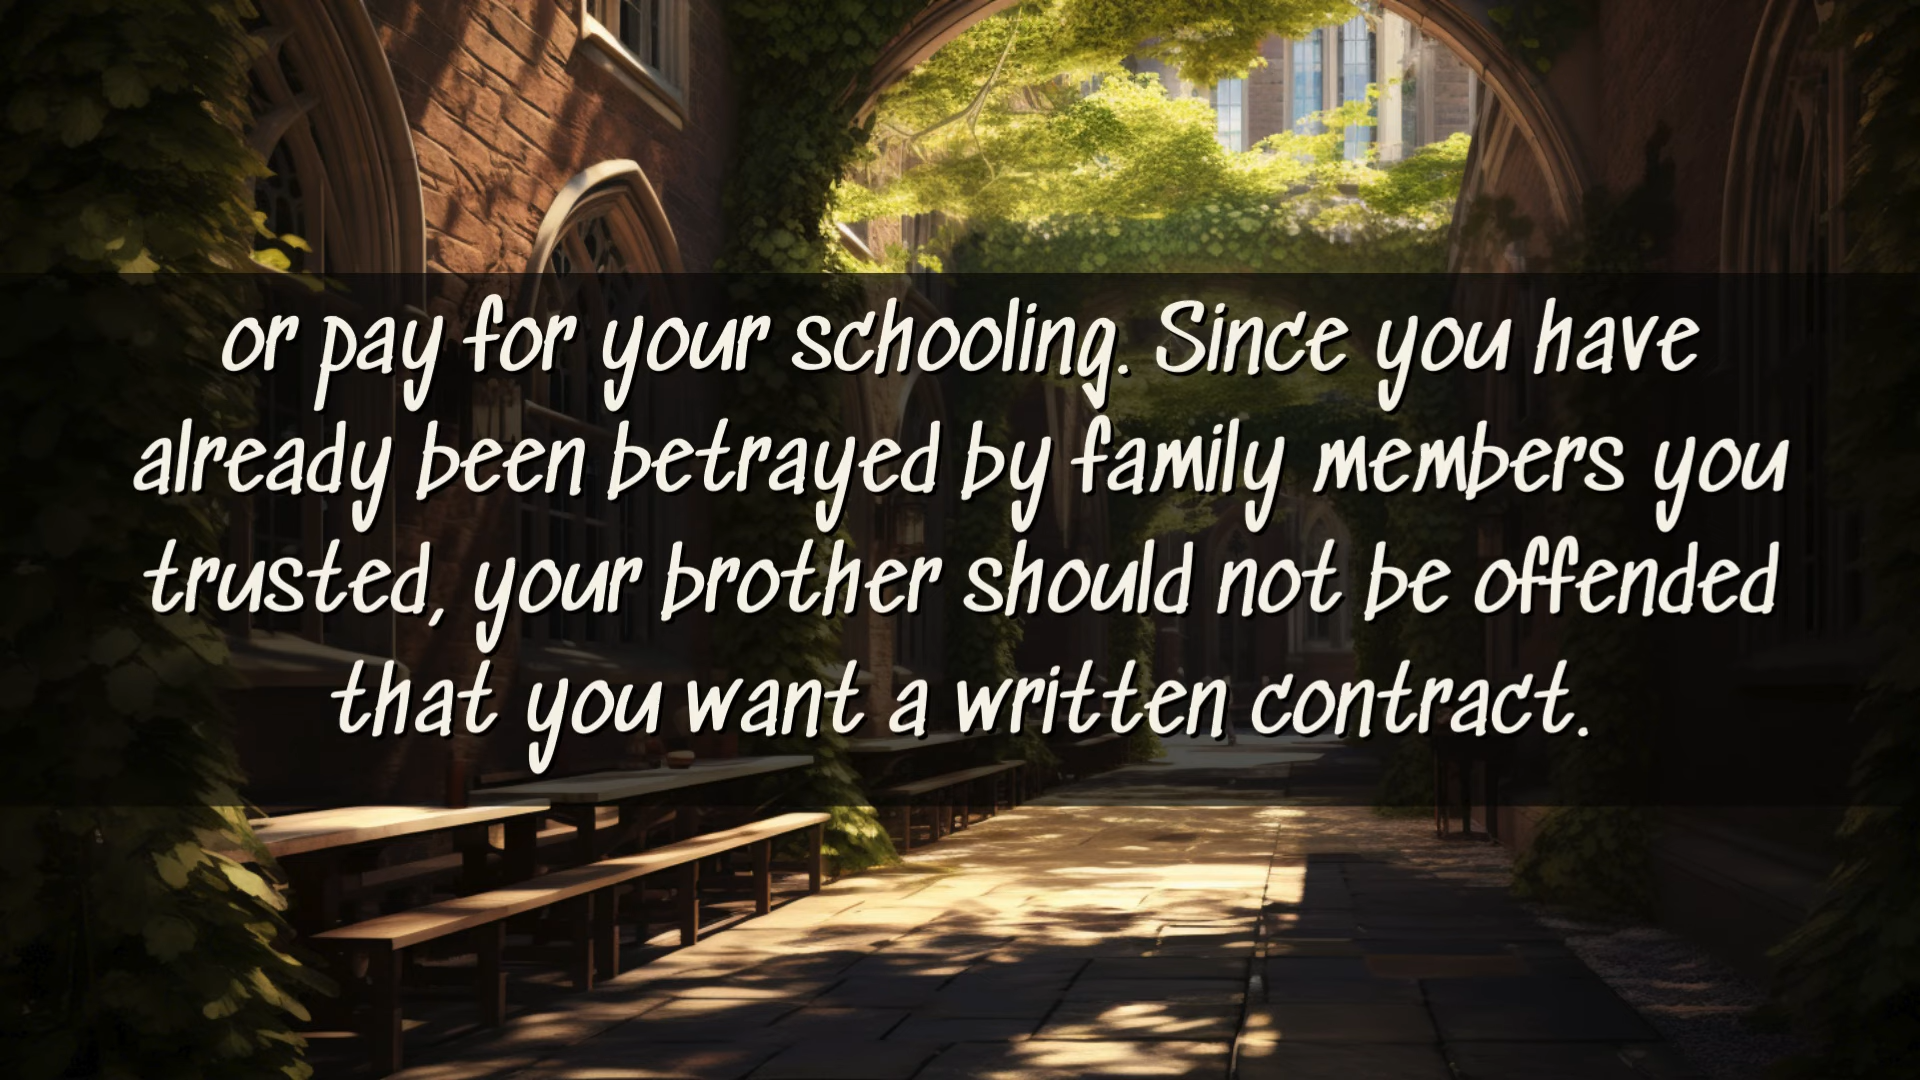 or pay for your schooling. Since you have
already been betrayed by family members you
trusted, your brother should not be offended
that you want a written contract.